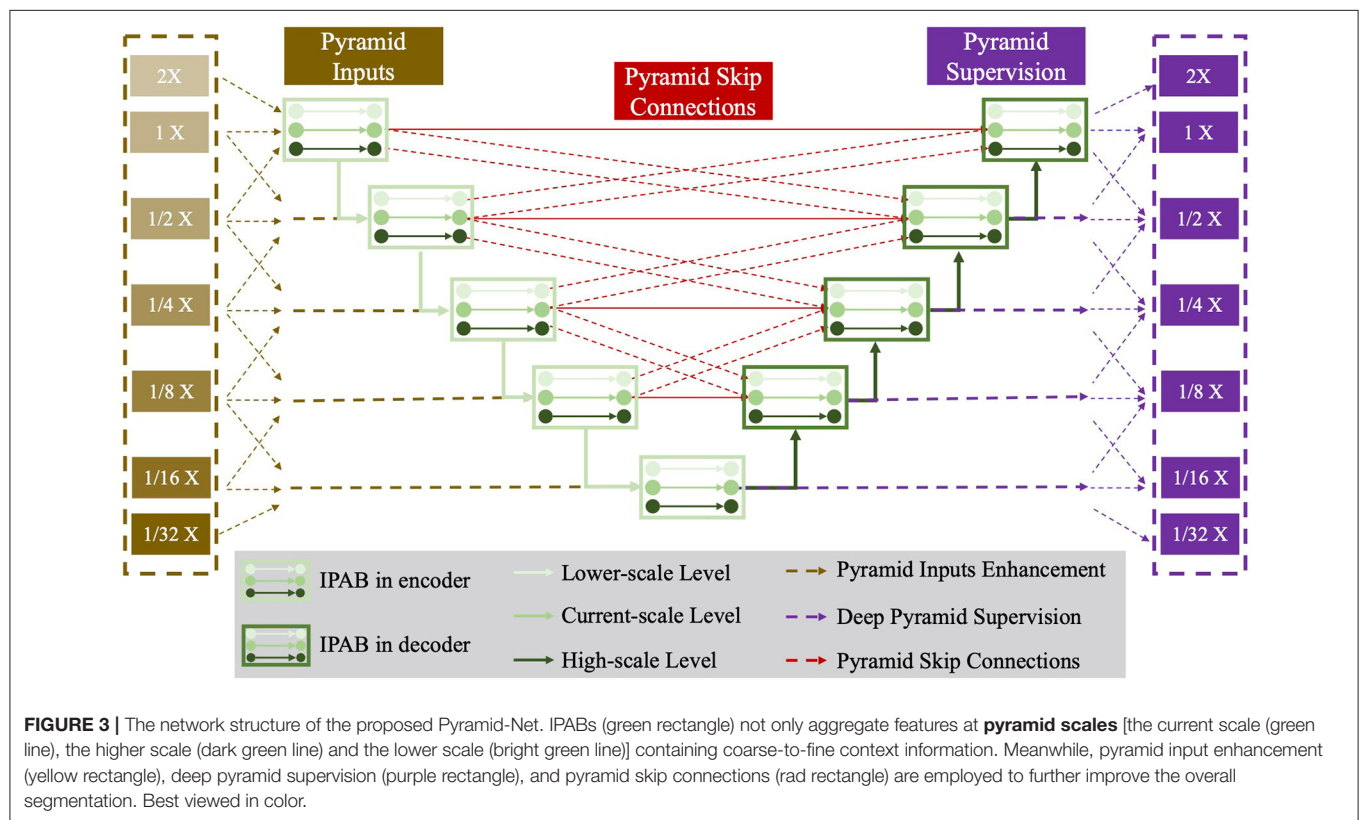 Pyramid
Inputs
Pyramid Skip
Connections
Pyramid
Supervision
2X
1 X
1/2 X
1/4 X
1/8 X
1/16 X
1/32 X
2X
1 X
1/2 X
1/4 X
1/8 X
1/16 X
1/32 X
IPAB in encoder
IPAB in decoder
Lower-scale Level
Current-scale Level
High-scale Level
Pyramid Inputs Enhancement
Deep Pyramid Supervision
Pyramid Skip Connections
FIGURE 3 | The network structure of the proposed Pyramid-Net. IPABs (green rectangle) not only aggregate features at pyramid scales [the current scale (green
line), the higher scale (dark green line) and the lower scale (bright green line)] containing coarse-to-fine context information. Meanwhile, pyramid input enhancement
(yellow rectangle), deep pyramid supervision (purple rectangle), and pyramid skip connections (rad rectangle) are employed to further improve the overall
segmentation. Best viewed in color.